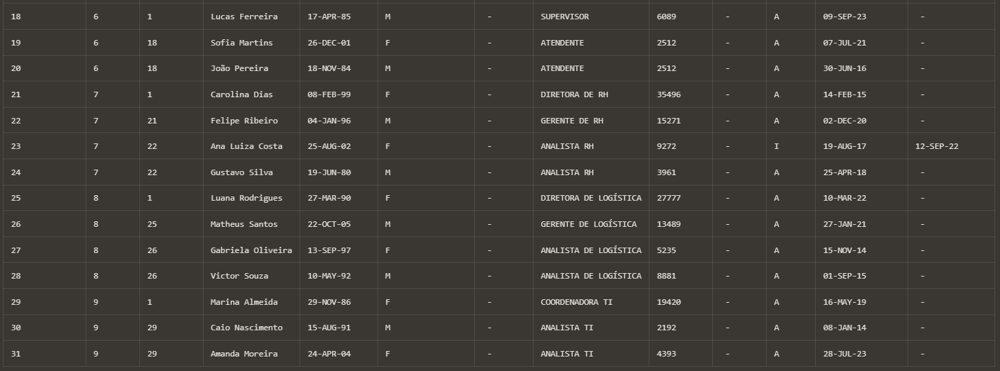 18 6 1 Lucas Ferreira 17-APR-85 M - SUPERVISOR 6089 - A 09-SEP-23 -
19 6 18 Sofia Martins 26-DEC-01 F - ATENDENTE 2512 - A 07-JUL-21 -
20 6 18 João Pereira 18-NOV-84 M - ATENDENTE 2512 - A 30-JUN-16 -
21 7 1 Carolina Dias 08-FEB-99 F - DIRETORA DE RH 35496 - A 14-FEB-15 -
22 7 21 Felipe Ribeiro 04-JAN-96 M - GERENTE DE RH 15271 - A 02-DEC-20 -
23 7 22 Ana Luiza Costa 25-AUG-02 F - ANALISTA RH 9272 - I 19-AUG-17 12-SEP-22
24 7 22 Gustavo Silva 19-JUN-80 M - ANALISTA RH 3961 - A 25-APR-18 -
25 8 1 Luana Rodrigues 27-MAR-90 F - DIRETORA DE LOGÍSTICA 27777 - A 10-MAR-22 -
26 8 25 Matheus Santos 22-OCT-05 M - GERENTE DE LOGÍSTICA 13489 - A 27-JAN-21 -
27 8 26 Gabriela Oliveira 13-SEP-97 F - ANALISTA DE LOGÍSTICA 5235 - A 15-NOV-14 -
28 8 26 Victor Souza 10-MAY-92 M - ANALISTA DE LOGÍSTICA 8881 - A 01-SEP-15 -
29 9 1 Marina Almeida 29-NOV-86 F - COORDENADORA TI 19420 - A 16-MAY-19 -
30 9 29 Caio Nascimento 15-AUG-91 M - ANALISTA TI 2192 - A 08-JAN-14 -
31 9 29 Amanda Moreira 24-APR-04 F - ANALISTA TI 4393 - A 28-JUL-23 -